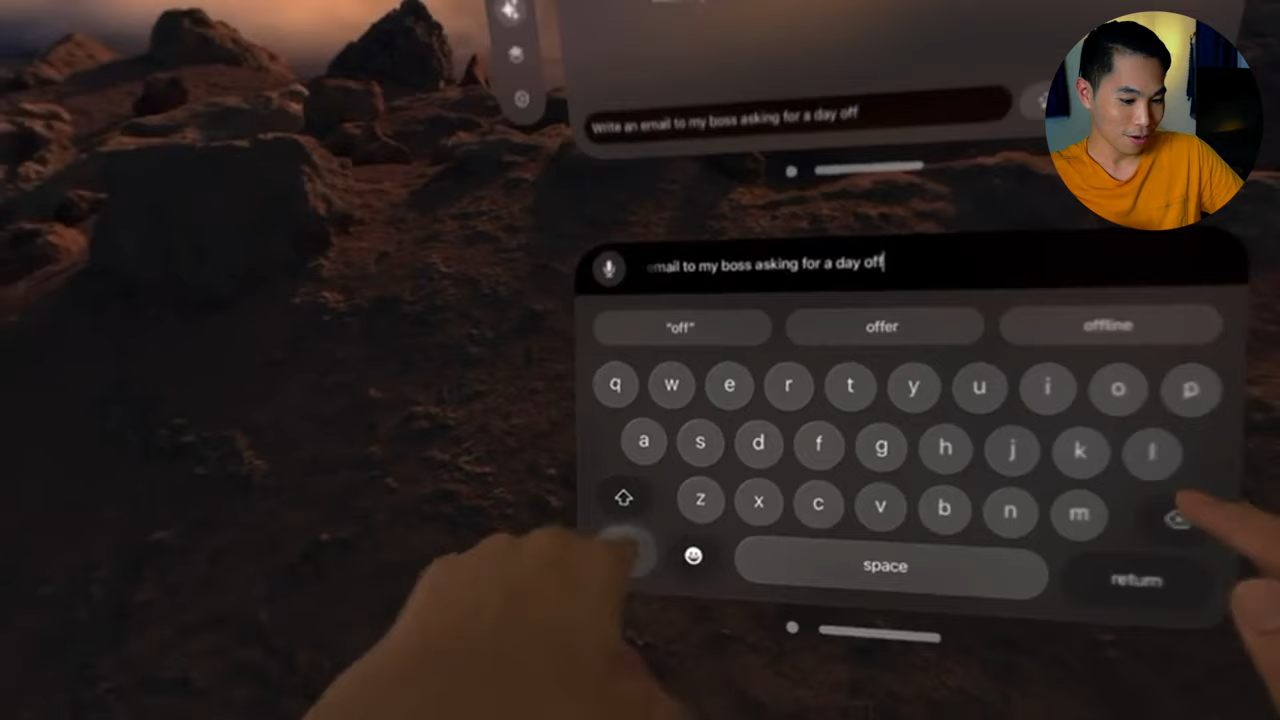 Write an email to my boss asking for a day off
email to my boss asking for a day off
"off" offer offline
q w e r t y u i o p
a s d f g h j k l
z x c v b n m
space return